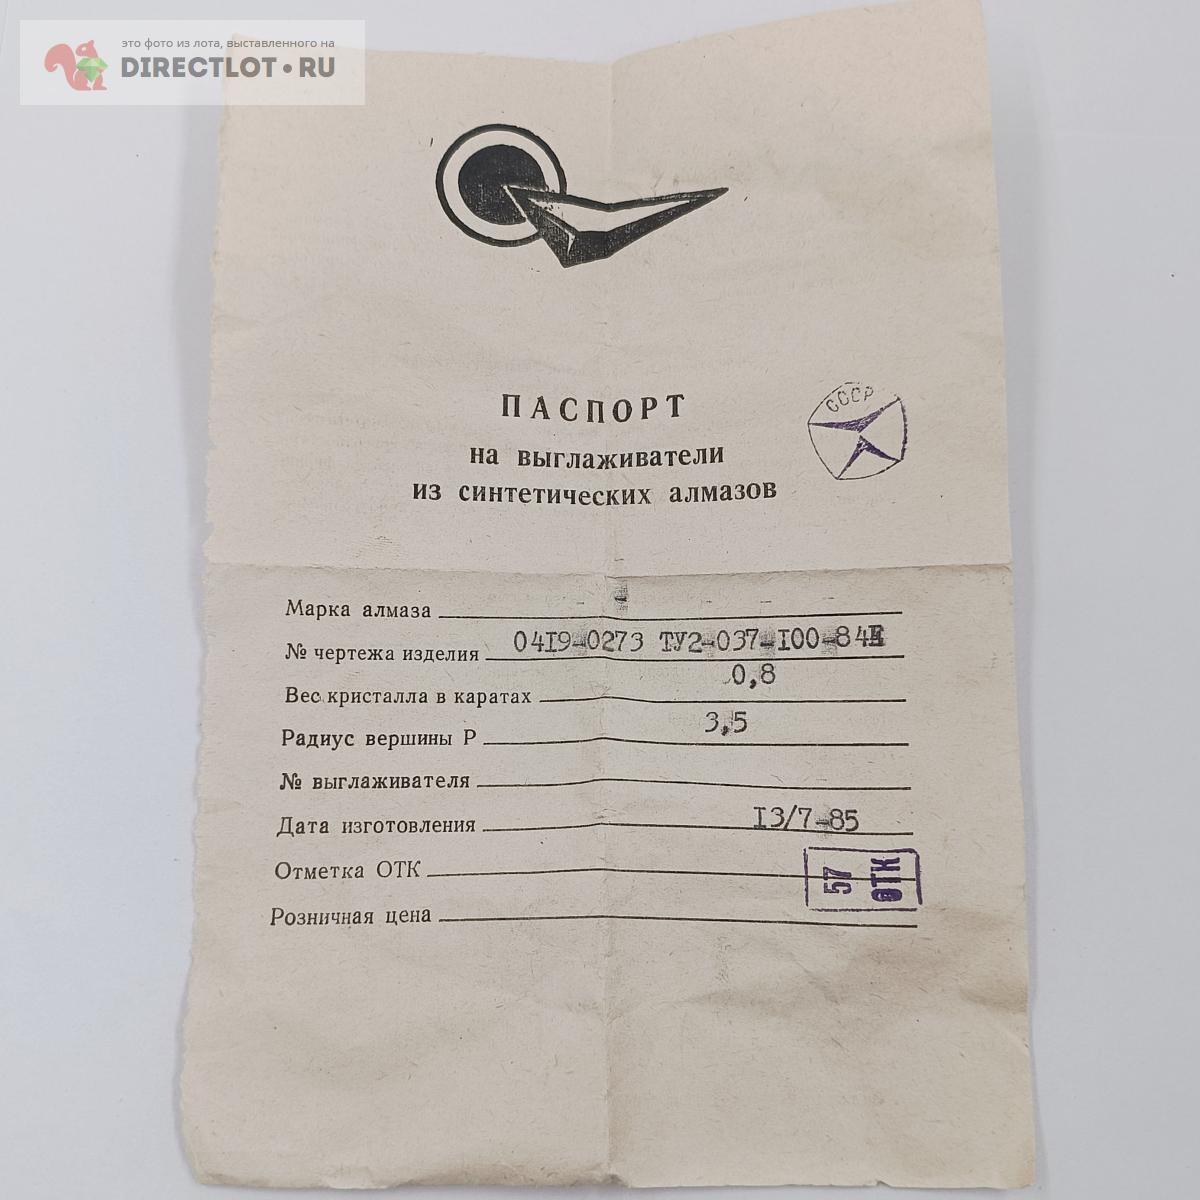 это фото из лота, выставленного на
DIRECTLOT.RU
ПАСПОРТ
на выглаживатели
из синтетических алмазов
СССР
Марка алмаза
№ чертежа изделия 0419-0273 ТУ2-037-100-84
Вес кристалла в каратах 0,8
Радиус вершины Р 3,5
№ выглаживателя
Дата изготовления 13/7-85
Отметка ОТК
57
ОТК
Розничная цена